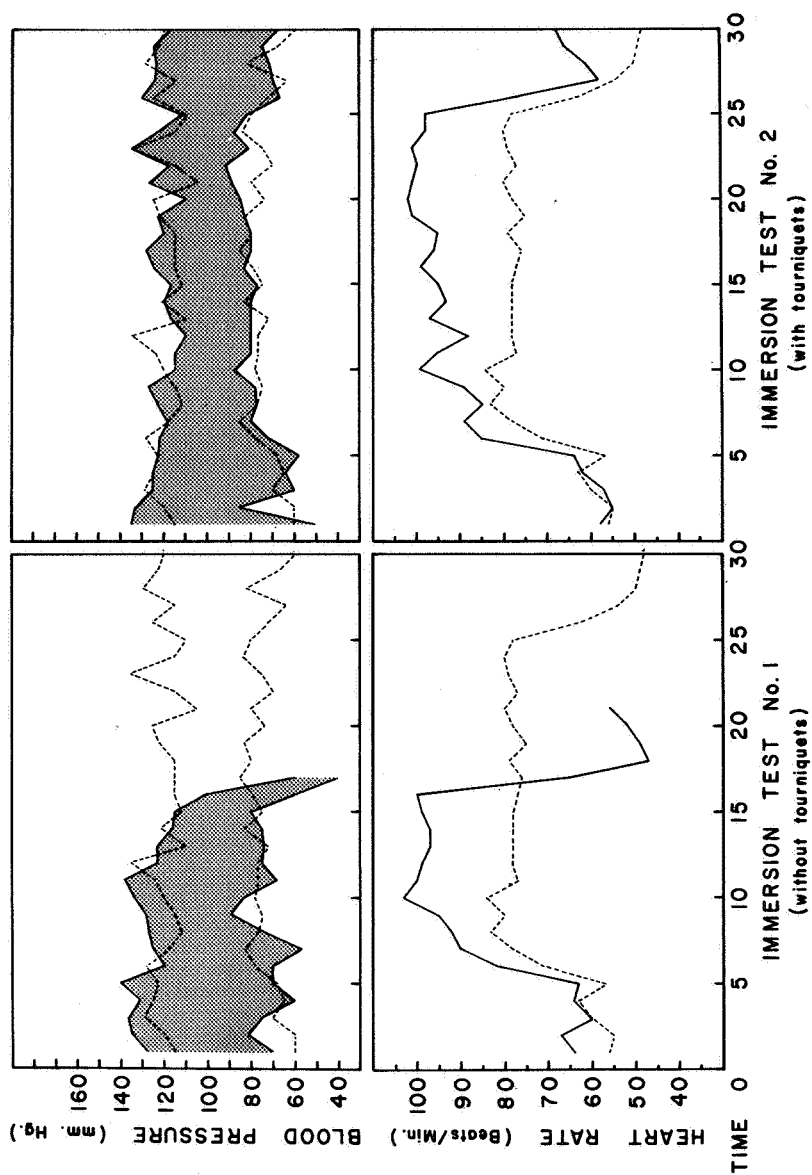 BLOOD PRESSURE
(mm. Hg.)
140
120
100
80
60
40
HEART RATE (Beats/Min.)
100
90
80
70
60
50
40
TIME 0 5 10 15 20 25 30 5 10 15 20 25 30
IMMERSION TEST No. 1
(without tourniquets)
IMMERSION TEST No. 2
(with tourniquets)